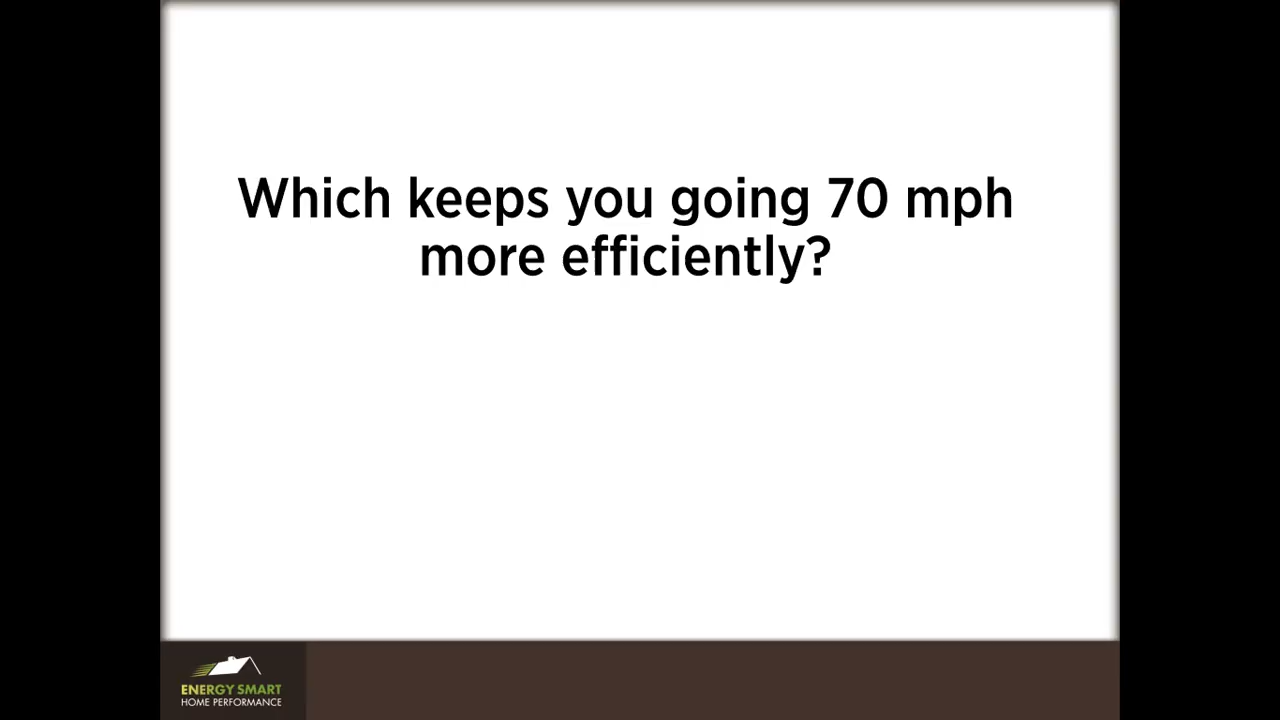 Which keeps you going 70 mph
more efficiently?
ENERGY SMART
HOME PERFORMANCE